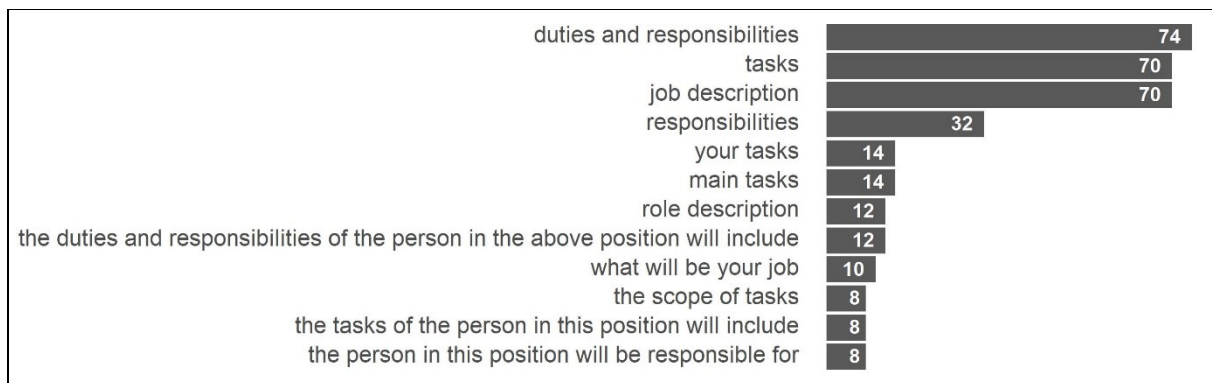 duties and responsibilities 74
tasks 70
job description 70
responsibilities 32
your tasks 14
main tasks 14
role description 12
the duties and responsibilities of the person in the above position will include 12
what will be your job 10
the scope of tasks 8
the tasks of the person in this position will include 8
the person in this position will be responsible for 8